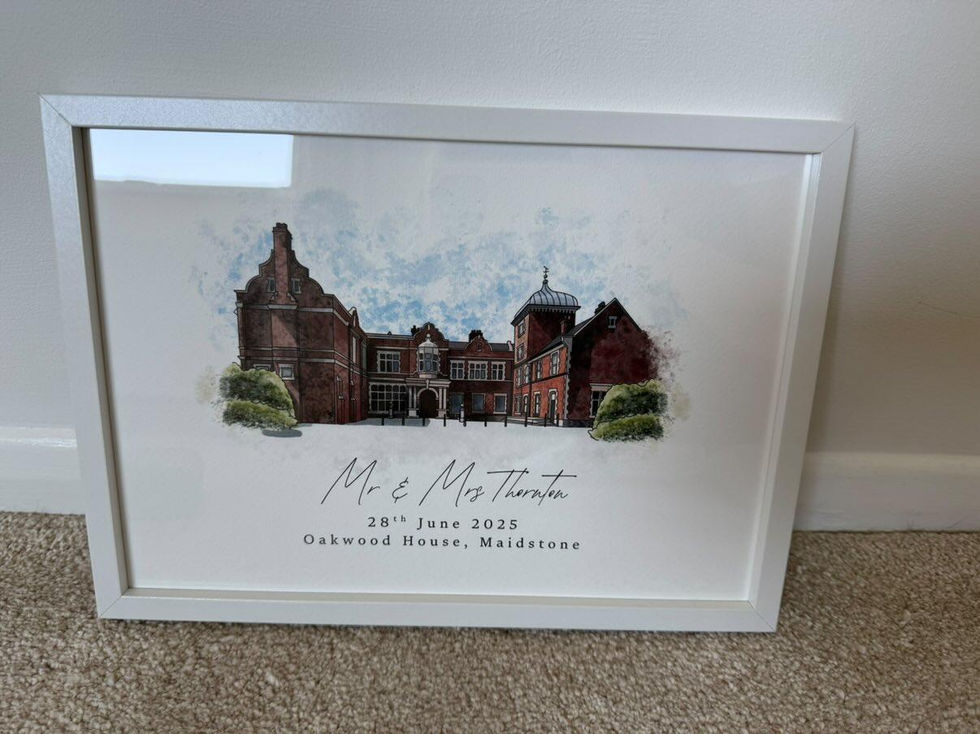 Mr & Mrs Thornton
28th June 2025
Oakwood House, Maidstone